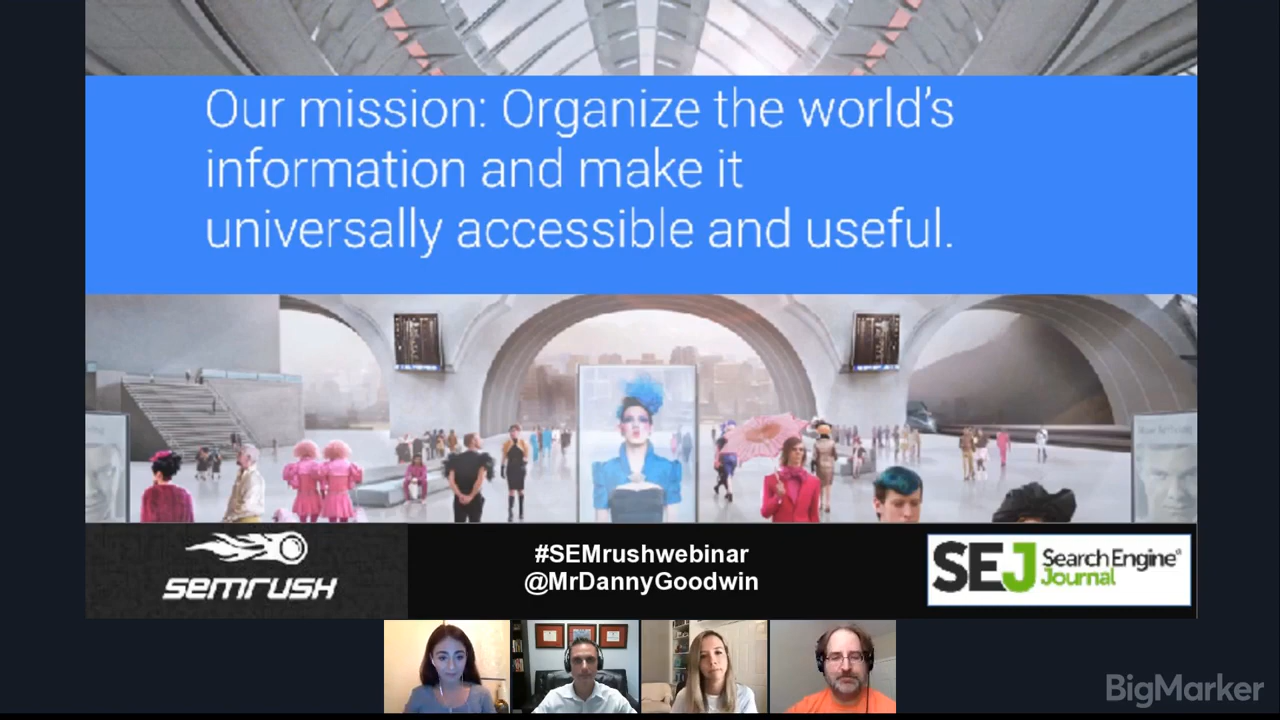 Our mission: Organize the world's
information and make it
universally accessible and useful.
semrush
#SEMrushwebinar
@MrDannyGoodwin
SEJ Search Engine
Journal
BigMarker